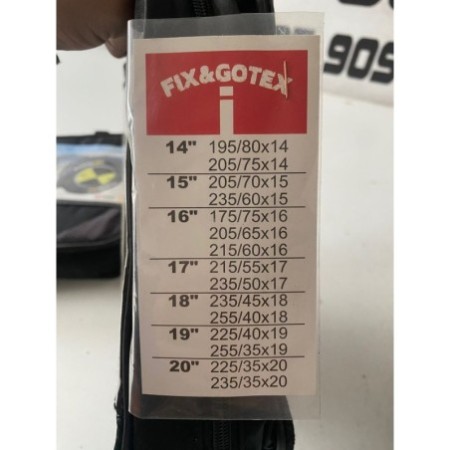 FIX&GOTEX
i
14" 195/80x14
205/75x14
15" 205/70x15
235/60x15
16" 175/75x16
205/65x16
215/60x16
17" 215/55x17
235/50x17
18" 235/45x18
255/40x18
19" 225/40x19
255/35x19
20" 225/35x20
235/35x20
909